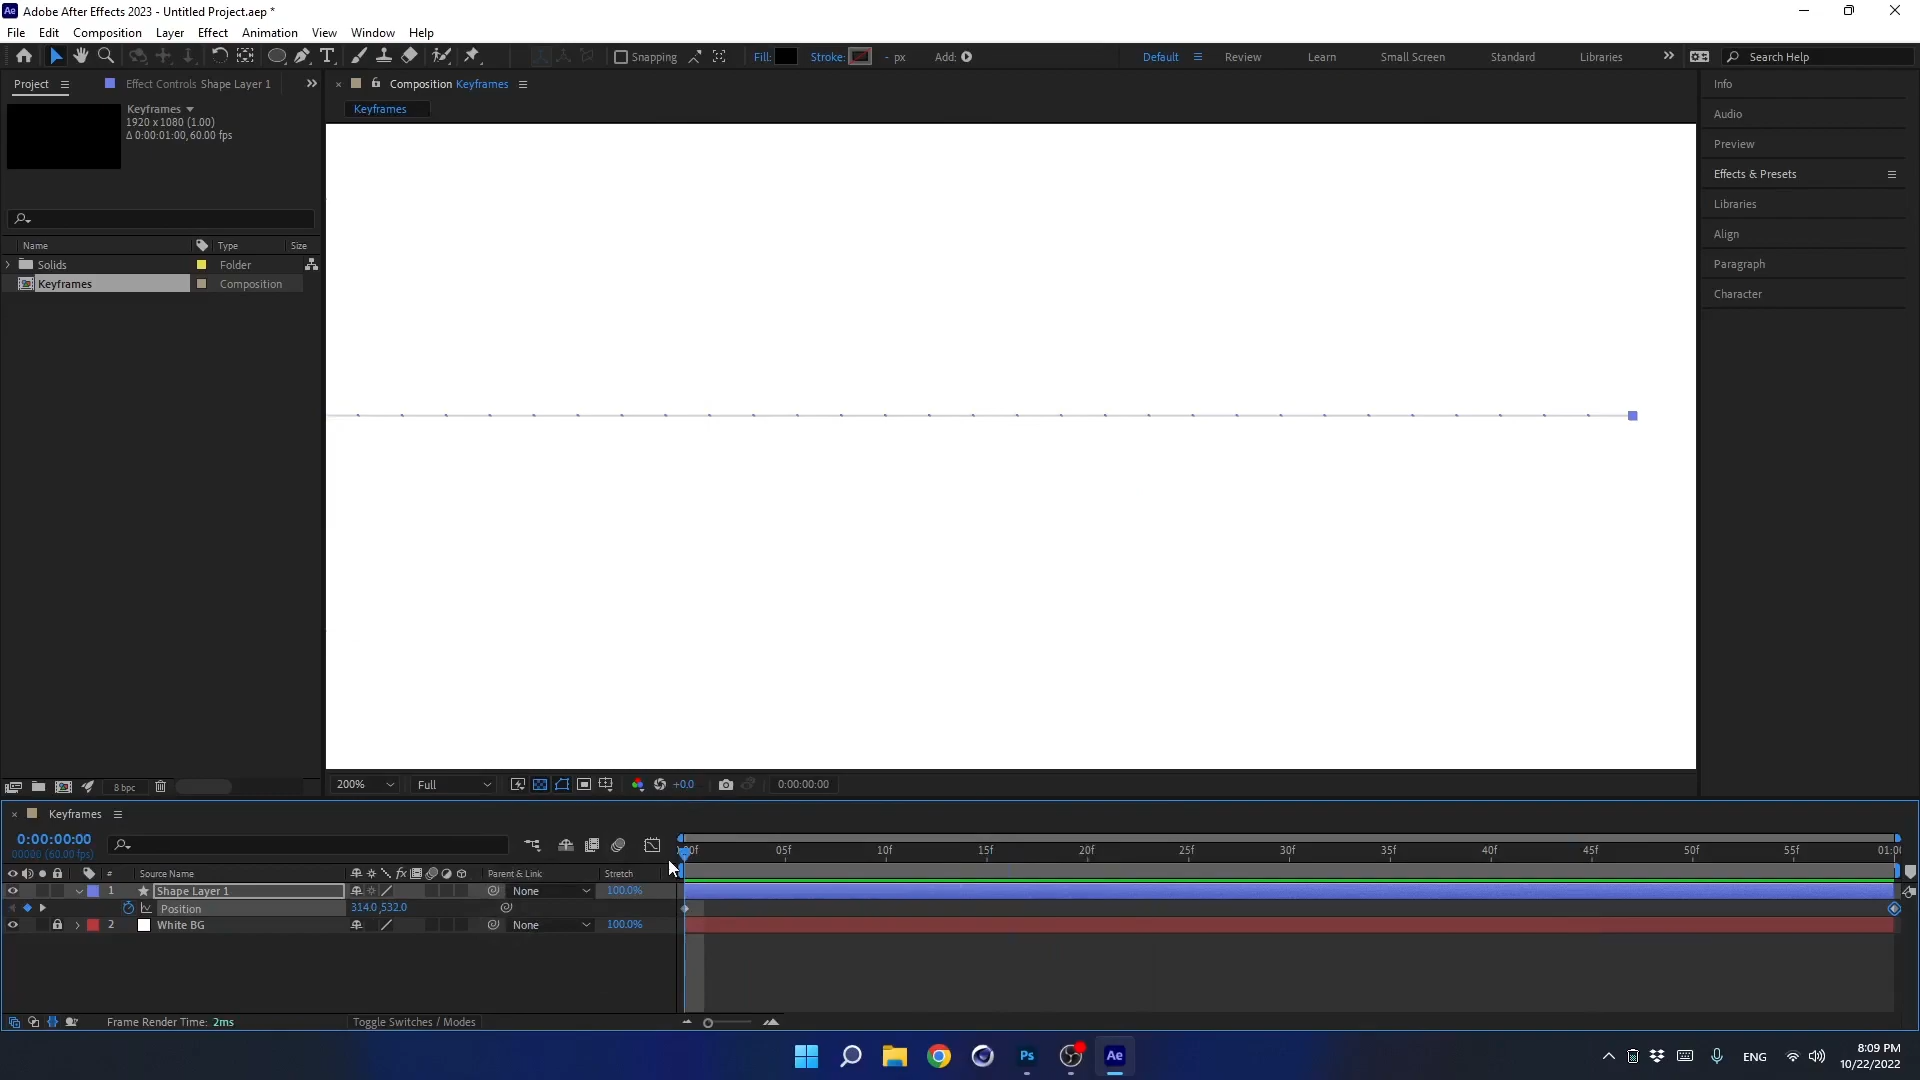 Ae Adobe After Effects 2023 - Untitled Project.aep *
File Edit Composition Layer Effect Animation View Window Help
Snapping Fill: Stroke: - px Add: Default Review Learn Small Screen Standard Libraries Search Help
Project Effect Controls Shape Layer 1 Composition Keyframes
Keyframes
Keyframes
1920 x 1080 (1.00)
Δ 0:00:01:00, 60.00 fps
Name Type Size
Solids Folder
Keyframes Composition
Info
Audio
Preview
Effects & Presets
Libraries
Align
Paragraph
Character
8 bpc 200% Full +0.0 0:00:00:00
Keyframes
0:00:00:00
00000 (60.00 fps)
05f 10f 15f 20f 25f 30f 35f 40f 45f 50f 55f
# Source Name fx Parent & Link Stretch
1 Shape Layer 1 None 100.0%
Position 314.0,532.0
2 White BG None 100.0%
Frame Render Time: 2ms Toggle Switches / Modes
Ps Ae ENG
8:09 PM
10/22/2022